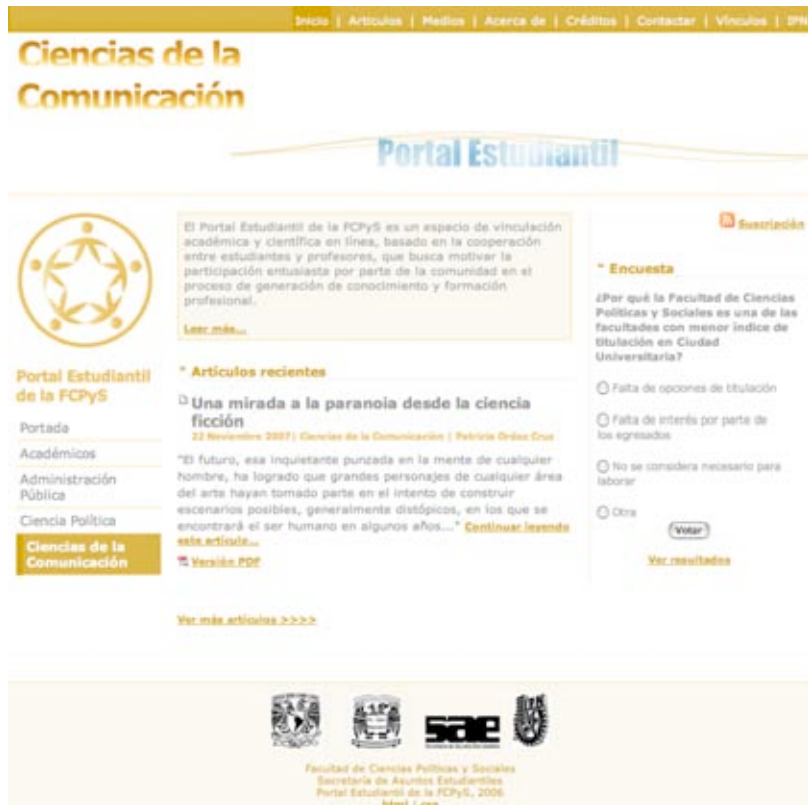 Inicio | Artículos | Medios | Acerca de | Créditos | Contactar | Vínculos | IPN
Ciencias de la
Comunicación
Portal Estudiantil
Portal Estudiantil
de la FCPyS
Portada
Académicos
Administración
Pública
Ciencia Política
Ciencias de la
Comunicación
El Portal Estudiantil de la FCPyS es un espacio de vinculación
académica y científica en línea, basado en la cooperación
entre estudiantes y profesores, que busca motivar la
participación entusiasta por parte de la comunidad en el
proceso de generación de conocimiento y formación
profesional.
Leer más...
* Artículos recientes
Una mirada a la paranoia desde la ciencia
ficción
22 Noviembre 2007| Ciencias de la Comunicación | Patricia Ordaz Cruz
"El futuro, esa inquietante punzada en la mente de cualquier
hombre, ha logrado que grandes personajes de cualquier área
del arte hayan tomado parte en el intento de construir
escenarios posibles, generalmente distópicos, en los que se
encontrará el ser humano en algunos años..." Continuar leyendo
este artículo...
Versión PDF
Ver más artículos >>>>
Suscripción
* Encuesta
¿Por qué la Facultad de Ciencias
Políticas y Sociales es una de las
facultades con menor índice de
titulación en Ciudad
Universitaria?
Falta de opciones de titulación
Falta de interés por parte de
los egresados
No se considera necesario para
laborar
Otra
Votar
Ver resultados
sae
Facultad de Ciencias Políticas y Sociales
Secretaría de Asuntos Estudiantiles
Portal Estudiantil de la FCPyS, 2006
html | css